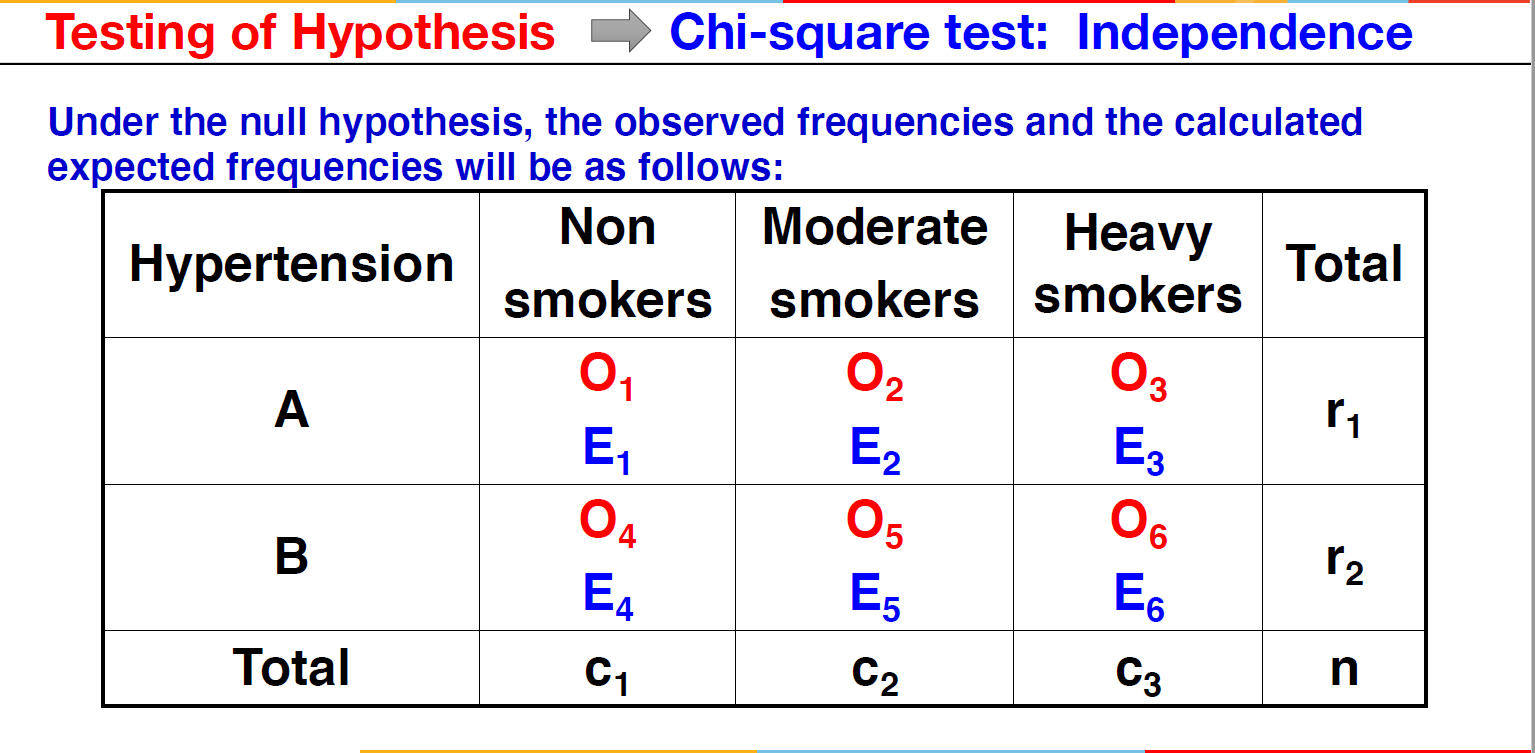 Testing of Hypothesis Chi-square test: Independence
Under the null hypothesis, the observed frequencies and the calculated
expected frequencies will be as follows:
Hypertension Non smokers Moderate smokers Heavy smokers Total
A O₁ O₂ O₃ r₁
E₁ E₂ E₃
B O₄ O₅ O₆ r₂
E₄ E₅ E₆
Total c₁ c₂ c₃ n